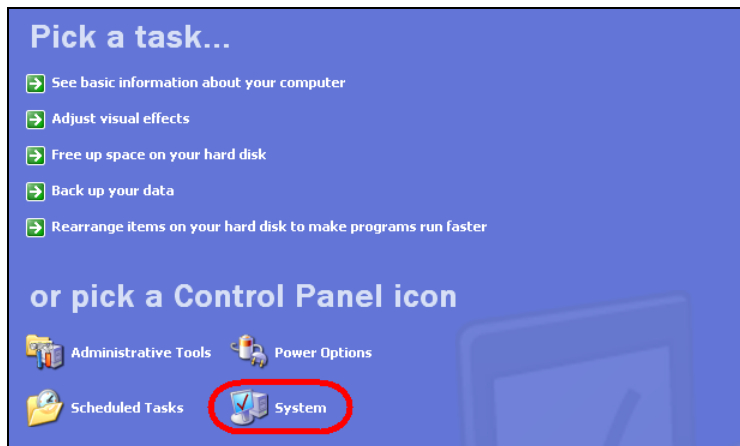 Pick a task...
See basic information about your computer
Adjust visual effects
Free up space on your hard disk
Back up your data
Rearrange items on your hard disk to make programs run faster
or pick a Control Panel icon
Administrative Tools Power Options
Scheduled Tasks System